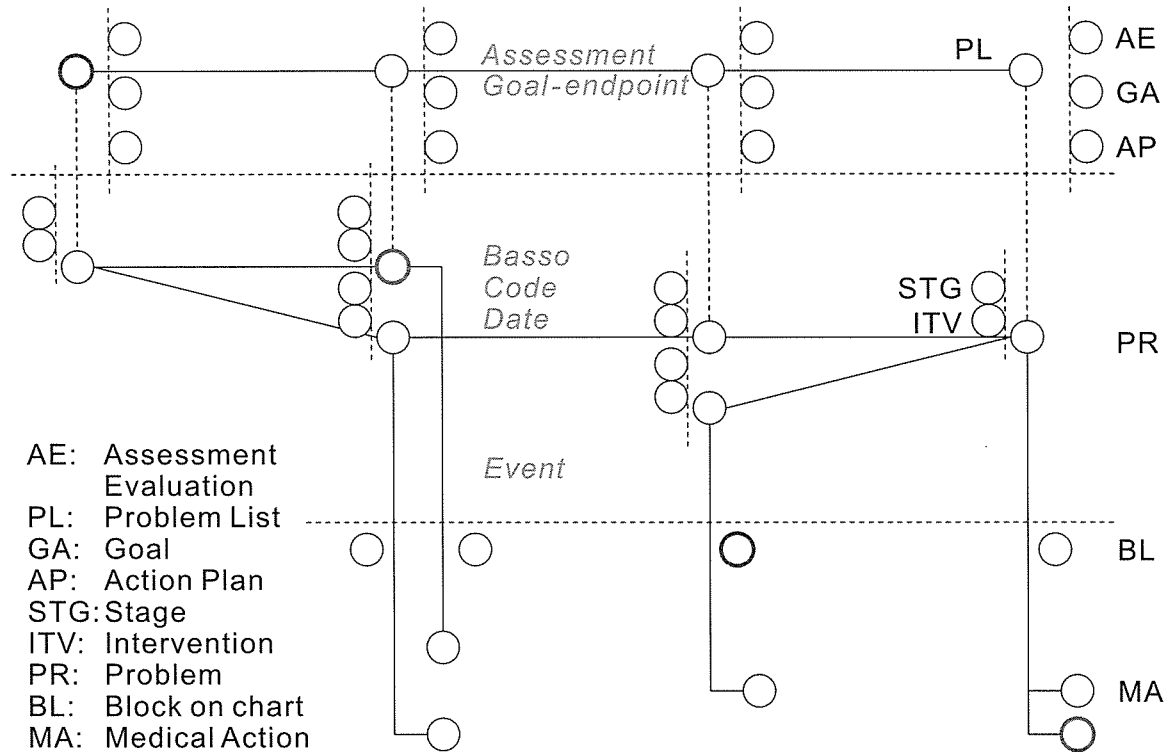 Assessment
Goal-endpoint
PL
AE
GA
AP
Basso
Code
Date
STG
ITV
PR
Event
AE: Assessment
Evaluation
PL: Problem List
GA: Goal
AP: Action Plan
STG: Stage
ITV: Intervention
PR: Problem
BL: Block on chart
MA: Medical Action
BL
MA